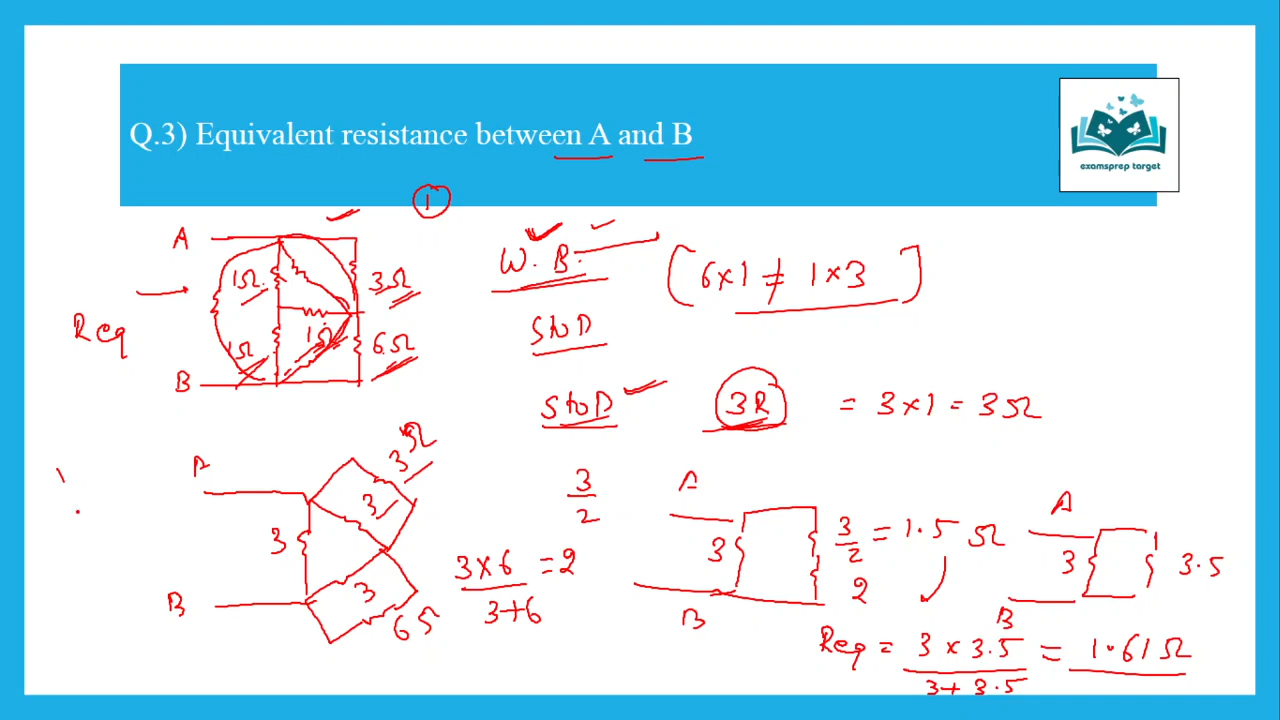 Q.3) Equivalent resistance between A and B
examsprep target
1
A
1Ω
3Ω
Req
1Ω
1Ω
6Ω
B
W.B. [6×1 ≠ 1×3]
StoD
StoD 3R = 3×1 = 3Ω
A
3Ω
3
3
3
B
6Ω
3×6/3+6 = 2
3/2
A
3
3/2 = 1.5 Ω
2
B
A
3
3.5
B
Req = 3 × 3.5/3+3.5 = 1.61Ω